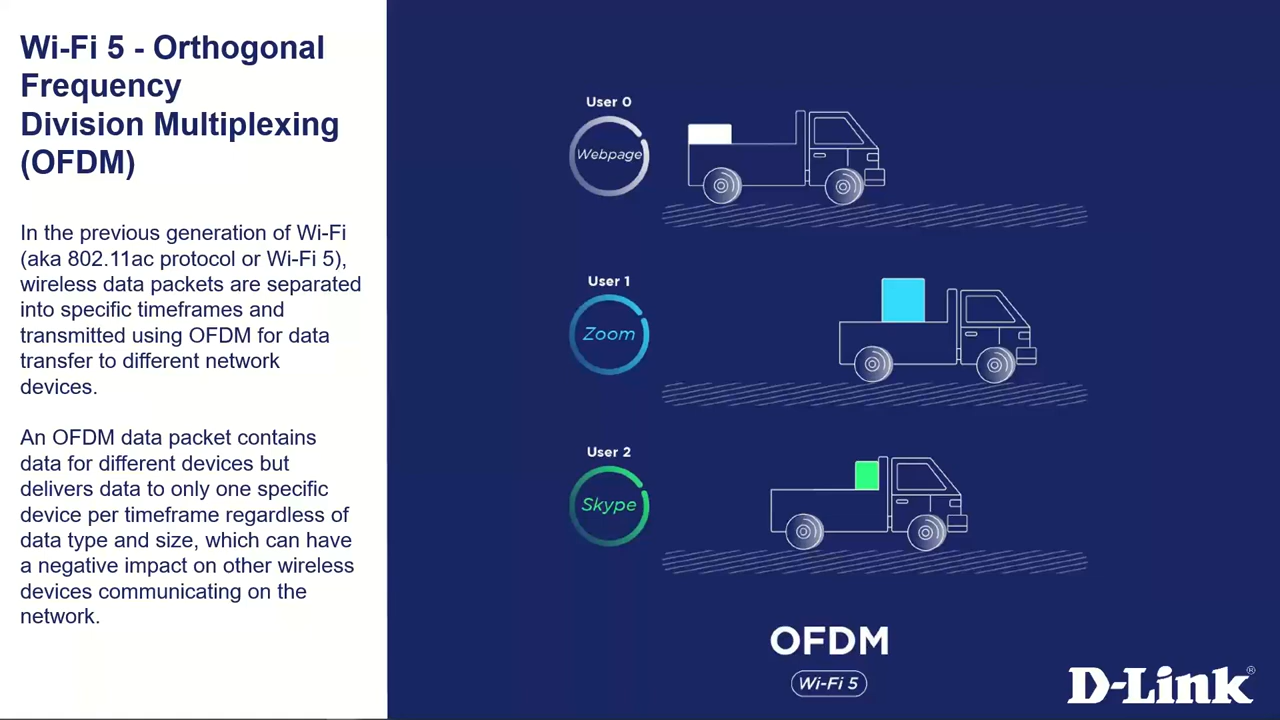 Wi-Fi 5 - Orthogonal
Frequency
Division Multiplexing
(OFDM)
In the previous generation of Wi-Fi
(aka 802.11ac protocol or Wi-Fi 5),
wireless data packets are separated
into specific timeframes and
transmitted using OFDM for data
transfer to different network
devices.
An OFDM data packet contains
data for different devices but
delivers data to only one specific
device per timeframe regardless of
data type and size, which can have
a negative impact on other wireless
devices communicating on the
network.
User 0
Webpage
User 1
Zoom
User 2
Skype
OFDM
Wi-Fi 5
D-Link®